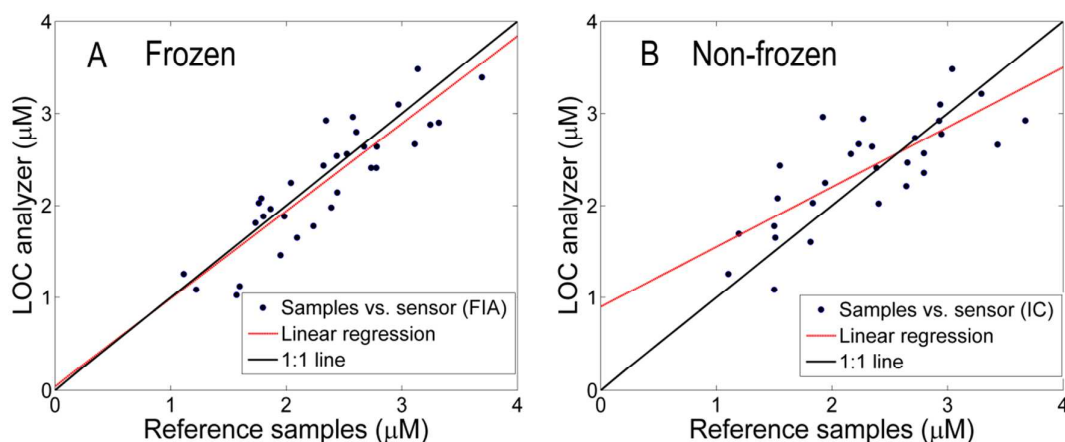 A Frozen
LOC analyzer (µM)
4
3
2
1
0
Samples vs. sensor (FIA)
Linear regression
1:1 line
0 1 2 3 4
Reference samples (µM)
B Non-frozen
LOC analyzer (µM)
4
3
2
1
0
Samples vs. sensor (IC)
Linear regression
1:1 line
0 1 2 3 4
Reference samples (µM)